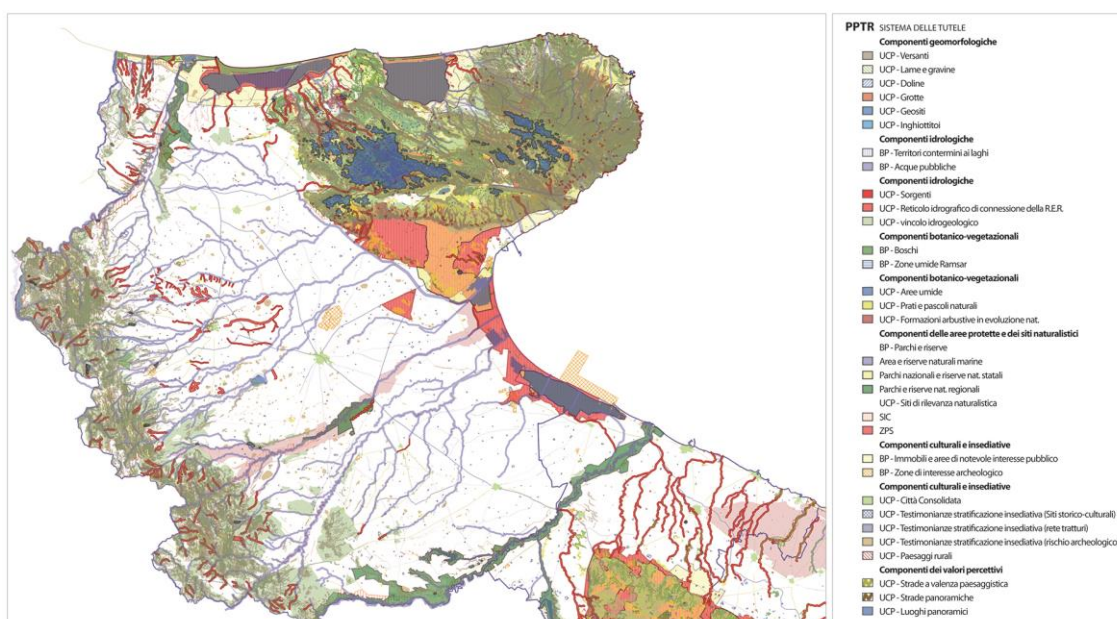 PPTR SISTEMA DELLE TUTELE
Componenti geomorfologiche
UCP - Versanti
UCP - Lame e gravine
UCP - Doline
UCP - Grotte
UCP - Geositi
UCP - Inghiottitoi
Componenti idrologiche
BP - Territori contermini ai laghi
BP - Acque pubbliche
Componenti idrologiche
UCP - Sorgenti
UCP - Reticolo idrografico di connessione della R.E.R.
UCP - vincolo idrogeologico
Componenti botanico-vegetazionali
BP - Boschi
BP - Zone umide Ramsar
Componenti botanico-vegetazionali
UCP - Aree umide
UCP - Prati e pascoli naturali
UCP - Formazioni arbustive in evoluzione nat.
Componenti delle aree protette e dei siti naturalistici
BP - Parchi e riserve
Area e riserve naturali marine
Parchi nazionali e riserve nat. statali
Parchi e riserve nat. regionali
UCP - Siti di rilevanza naturalistica
SIC
ZPS
Componenti culturali e insediative
BP - Immobili e aree di notevole interesse pubblico
BP - Zone di interesse archeologico
Componenti culturali e insediative
UCP - Città Consolidata
UCP - Testimonianze stratificazione insediativa (Siti storico-culturali)
UCP - Testimonianze stratificazione insediativa (rete tratturi)
UCP - Testimonianze stratificazione insediativa (rischio archeologico
UCP - Paesaggi rurali
Componenti dei valori percettivi
UCP - Strade a valenza paesaggistica
UCP - Strade panoramiche
UCP - Luoghi panoramici